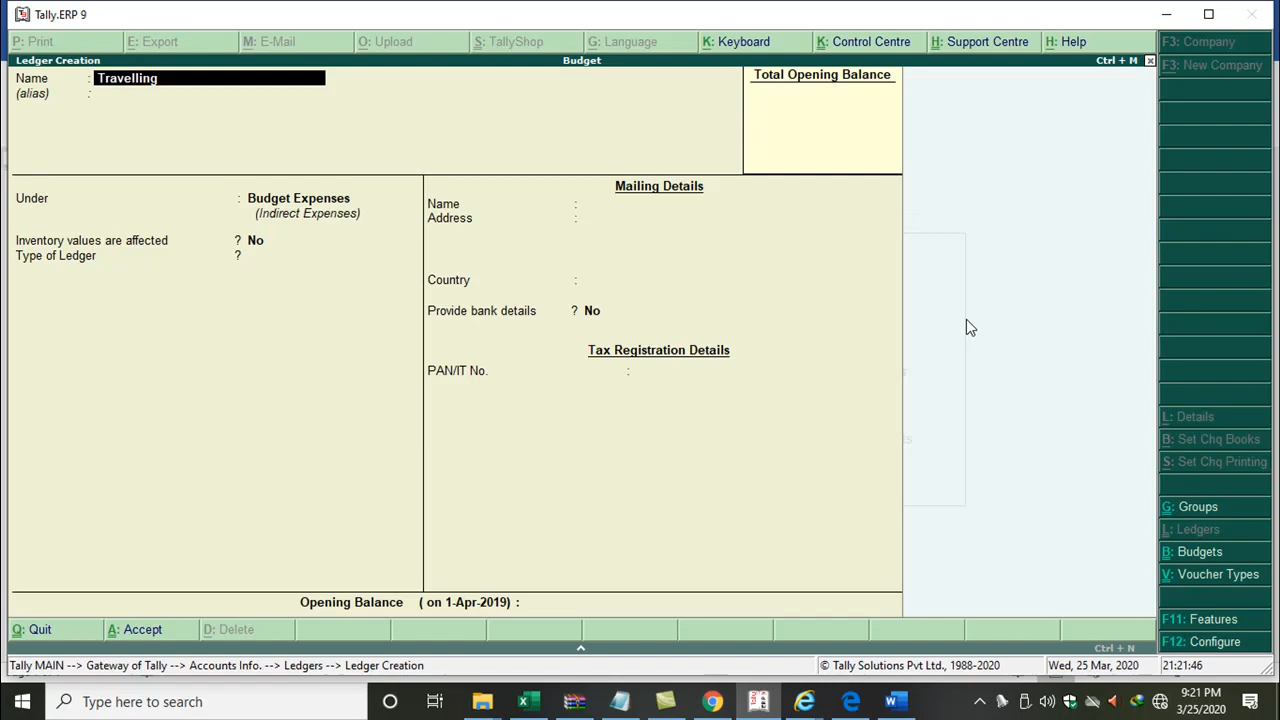 Tally.ERP 9
P: Print
E: Export
M: E-Mail
O: Upload
S: TallyShop
G: Language
K: Keyboard
K: Control Centre
H: Support Centre
H: Help
F3: Company
F3: New Company
Ledger Creation
Budget
Ctrl + M
Name : Travelling
(alias) :
Total Opening Balance
Under : Budget Expenses
(Indirect Expenses)
Inventory values are affected ? No
Type of Ledger ?
Mailing Details
Name :
Address :
Country :
Provide bank details ? No
Tax Registration Details
PAN/IT No. :
L: Details
B: Set Chq Books
S: Set Chq Printing
G: Groups
L: Ledgers
B: Budgets
V: Voucher Types
F11: Features
F12: Configure
Opening Balance ( on 1-Apr-2019) :
Q: Quit
A: Accept
D: Delete
Ctrl + N
Tally MAIN --> Gateway of Tally --> Accounts Info. --> Ledgers --> Ledger Creation
© Tally Solutions Pvt Ltd., 1988-2020
Wed, 25 Mar, 2020
21:21:46
Type here to search
9:21 PM
3/25/2020